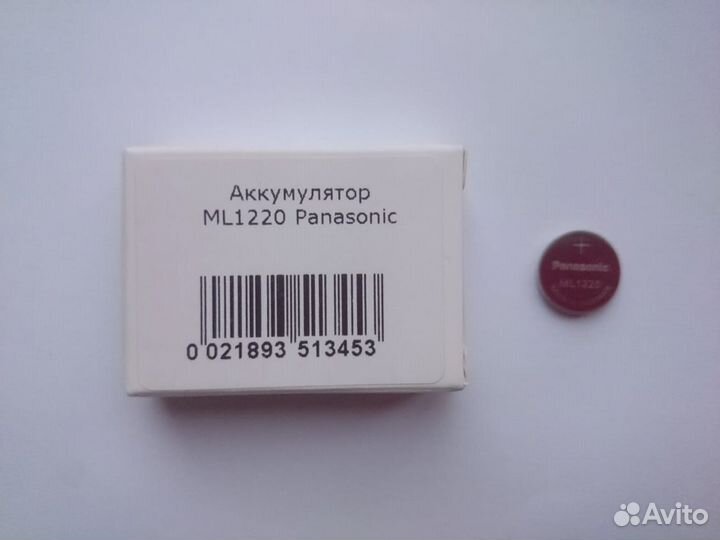 Аккумулятор
ML1220 Panasonic
0 021893 513453
+
Panasonic
ML1220
Avito